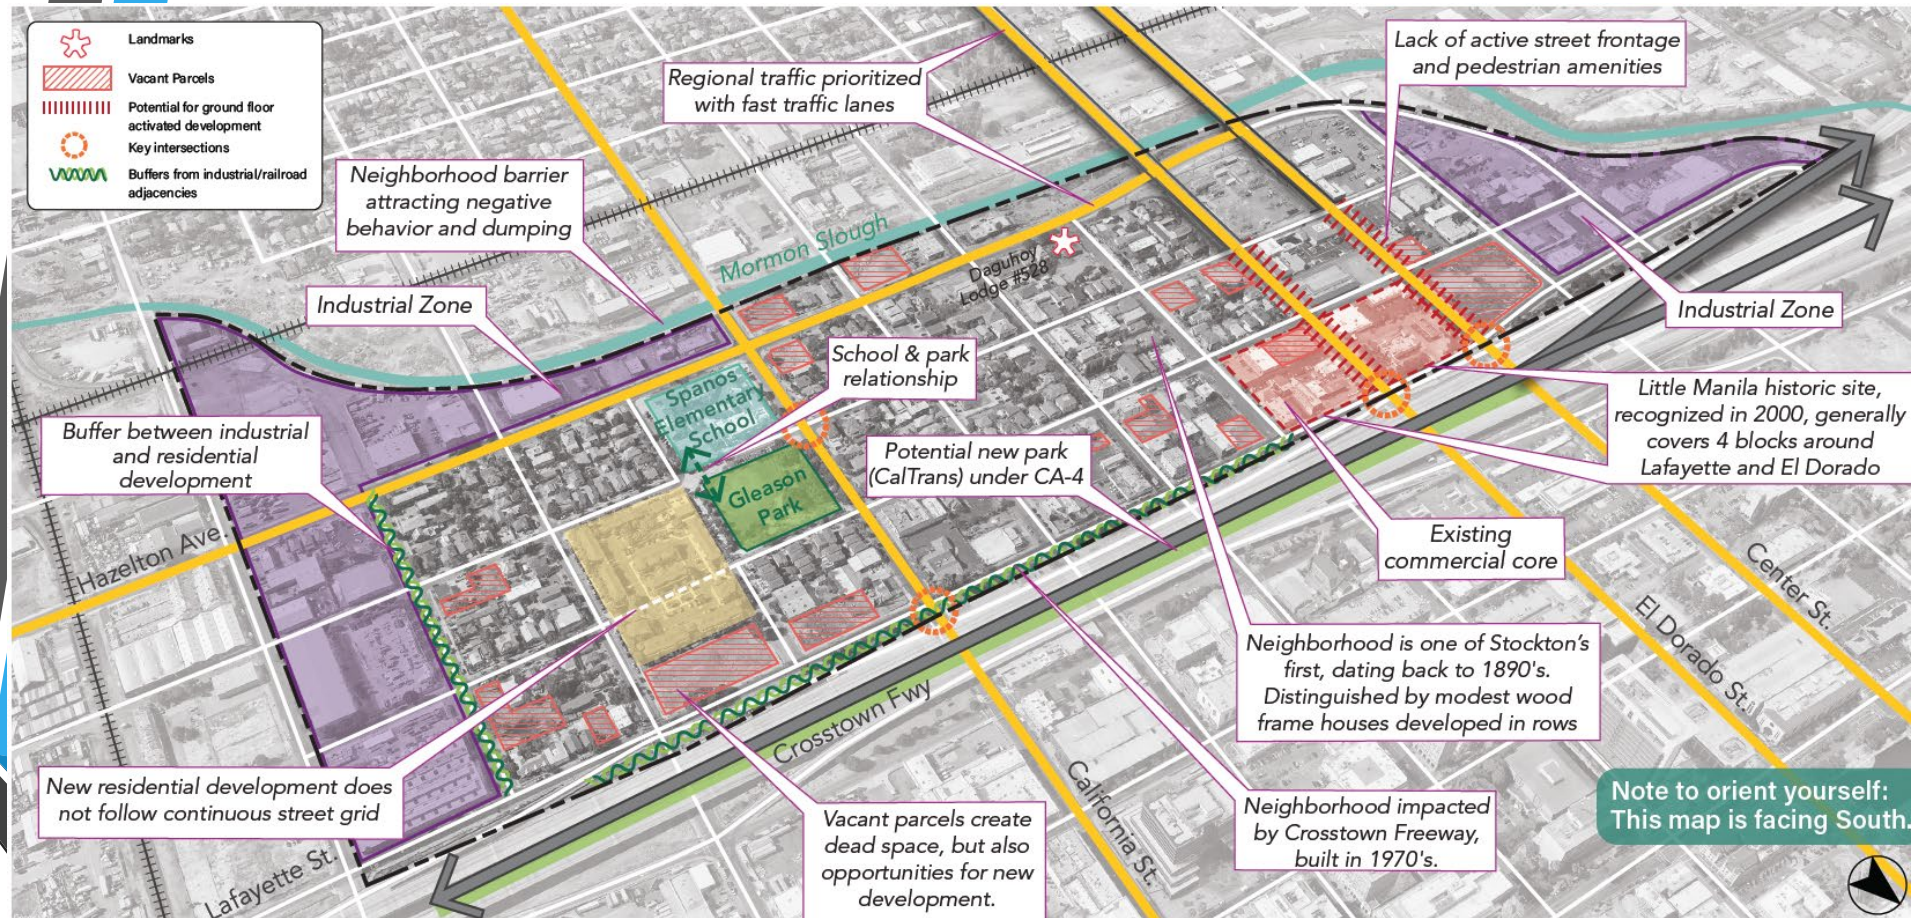 Landmarks
Vacant Parcels
Potential for ground floor
activated development
Key intersections
Buffers from industrial/railroad
adjacencies
Regional traffic prioritized
with fast traffic lanes
Lack of active street frontage
and pedestrian amenities
Neighborhood barrier
attracting negative
behavior and dumping
Mormon Slough
Daguhoy
Lodge #528
Industrial Zone
Industrial Zone
School & park
relationship
Spanos
Elementary
School
Gleason
Park
Buffer between industrial
and residential
development
Potential new park
(CalTrans) under CA-4
Little Manila historic site,
recognized in 2000, generally
covers 4 blocks around
Lafayette and El Dorado
Existing
commercial core
Hazelton Ave.
Center St.
El Dorado St.
Neighborhood is one of Stockton's
first, dating back to 1890's.
Distinguished by modest wood
frame houses developed in rows
Crosstown Fwy
California St.
New residential development does
not follow continuous street grid
Vacant parcels create
dead space, but also
opportunities for new
development.
Neighborhood impacted
by Crosstown Freeway,
built in 1970's.
Lafayette St.
Note to orient yourself:
This map is facing South.